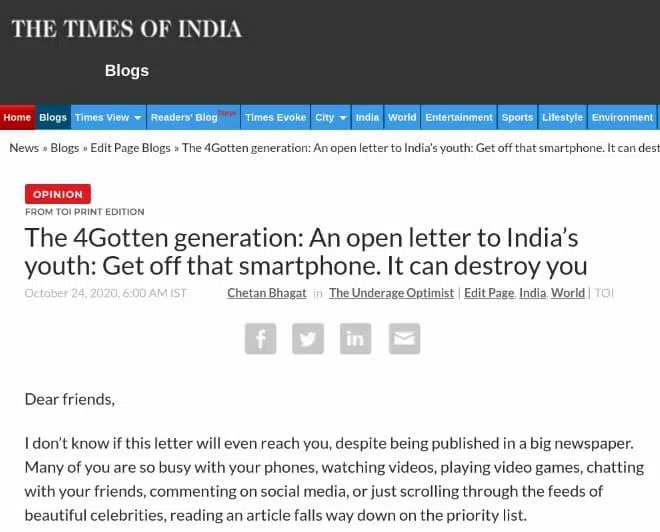 THE TIMES OF INDIA
Blogs
Home Blogs Times View Readers' Blog New Times Evoke City India World Entertainment Sports Lifestyle Environment
News » Blogs » Edit Page Blogs » The 4Gotten generation: An open letter to India's youth: Get off that smartphone. It can dest
OPINION
FROM TOI PRINT EDITION
The 4Gotten generation: An open letter to India's
youth: Get off that smartphone. It can destroy you
October 24, 2020, 6:00 AM IST Chetan Bhagat in The Underage Optimist | Edit Page, India, World | TOI
Dear friends,
I don't know if this letter will even reach you, despite being published in a big newspaper.
Many of you are so busy with your phones, watching videos, playing video games, chatting
with your friends, commenting on social media, or just scrolling through the feeds of
beautiful celebrities, reading an article falls way down on the priority list.